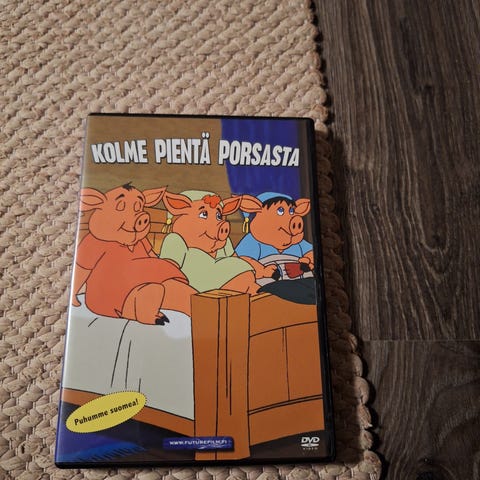 KOLME PIENTÄ PORSASTA
Puhumme suomea!
WWW.FUTUREFILM.FI
DVD
VIDEO